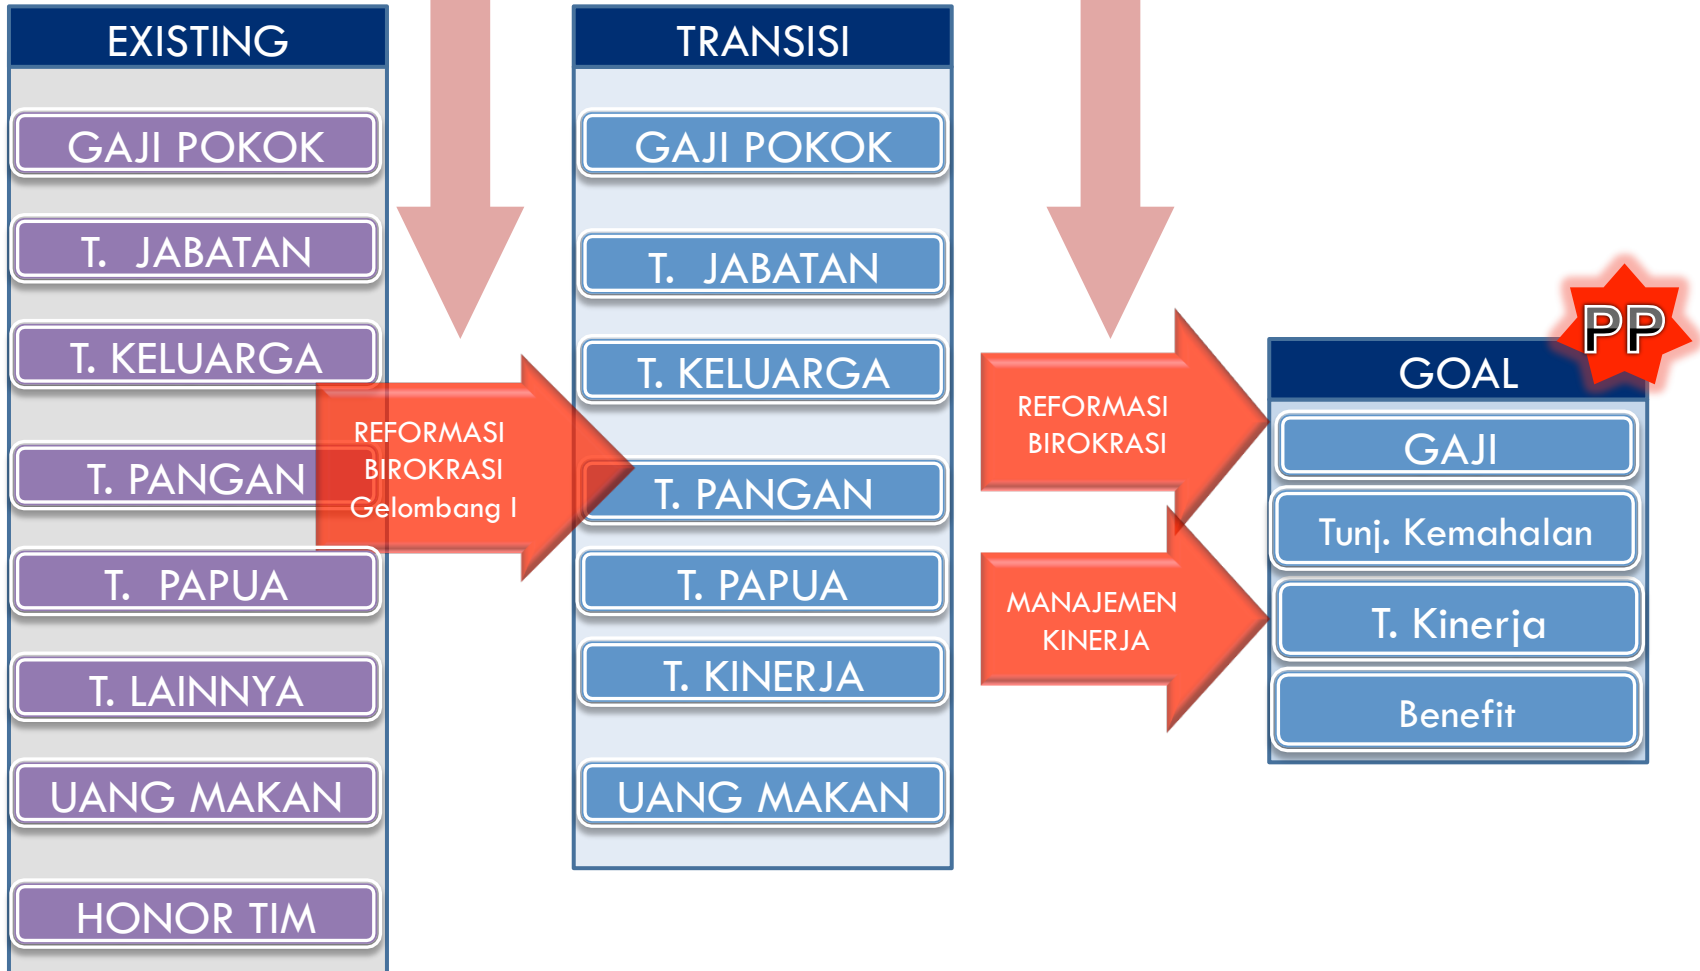 EXISTING
GAJI POKOK
T. JABATAN
T. KELUARGA
T. PANGAN
T. PAPUA
T. LAINNYA
UANG MAKAN
HONOR TIM
REFORMASI
BIROKRASI
Gelombang I
TRANSISI
GAJI POKOK
T. JABATAN
T. KELUARGA
T. PANGAN
T. PAPUA
T. KINERJA
UANG MAKAN
REFORMASI
BIROKRASI
MANAJEMEN
KINERJA
PP
GOAL
GAJI
Tunj. Kemahalan
T. Kinerja
Benefit